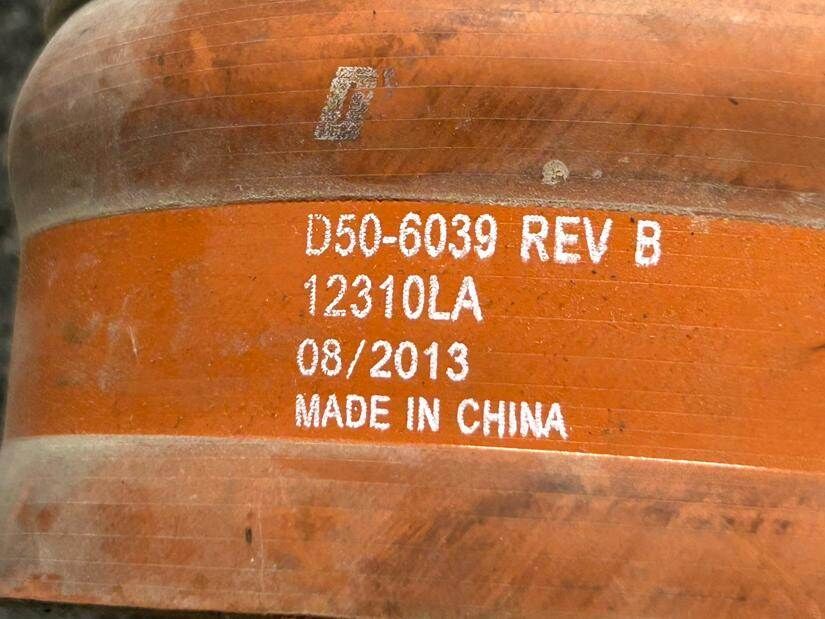 D50-6039 REV B
12310LA
08/2013
MADE IN CHINA